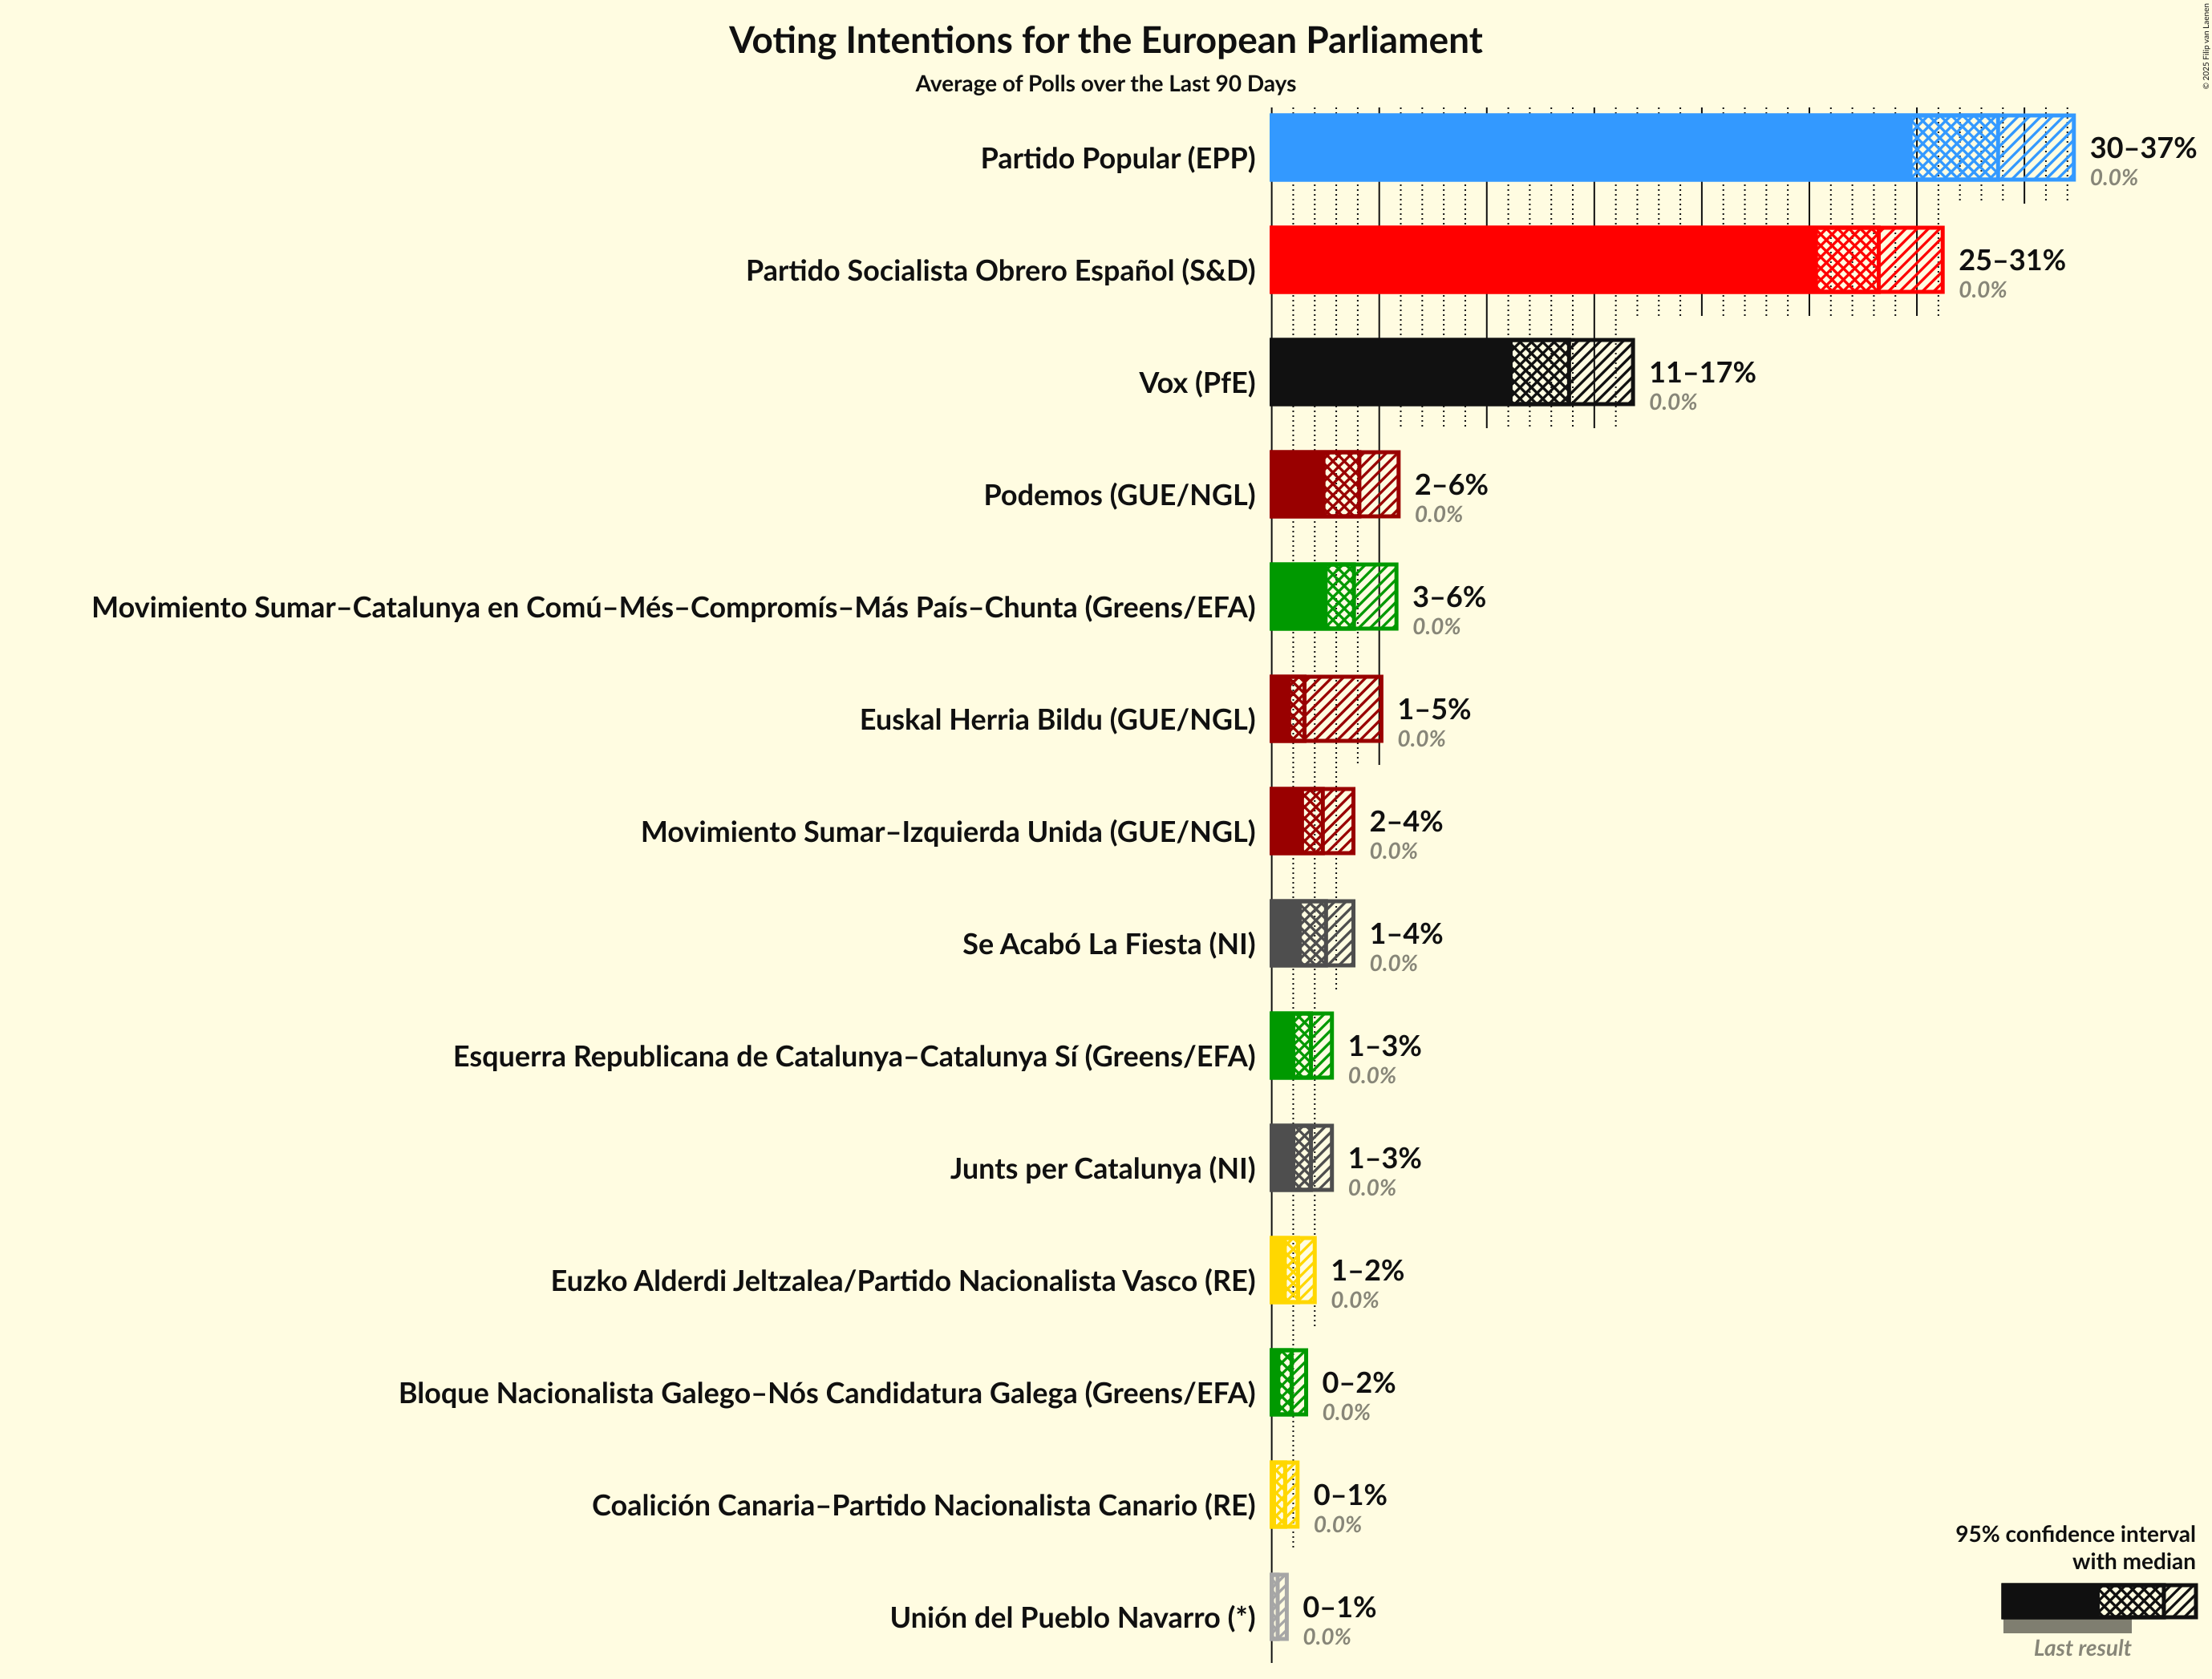 Voting Intentions for the European Parliament
Average of Polls over the Last 90 Days
© 2025 Filip van Laenen
Partido Popular (EPP)
30–37%
0.0%
Partido Socialista Obrero Español (S&D)
25–31%
0.0%
Vox (PfE)
11–17%
0.0%
Podemos (GUE/NGL)
2–6%
0.0%
Movimiento Sumar–Catalunya en Comú–Més–Compromís–Más País–Chunta (Greens/EFA)
3–6%
0.0%
Euskal Herria Bildu (GUE/NGL)
1–5%
0.0%
Movimiento Sumar–Izquierda Unida (GUE/NGL)
2–4%
0.0%
Se Acabó La Fiesta (NI)
1–4%
0.0%
Esquerra Republicana de Catalunya–Catalunya Sí (Greens/EFA)
1–3%
0.0%
Junts per Catalunya (NI)
1–3%
0.0%
Euzko Alderdi Jeltzalea/Partido Nacionalista Vasco (RE)
1–2%
0.0%
Bloque Nacionalista Galego–Nós Candidatura Galega (Greens/EFA)
0–2%
0.0%
Coalición Canaria–Partido Nacionalista Canario (RE)
0–1%
0.0%
Unión del Pueblo Navarro (*)
0–1%
0.0%
95% confidence interval
with median
Last result